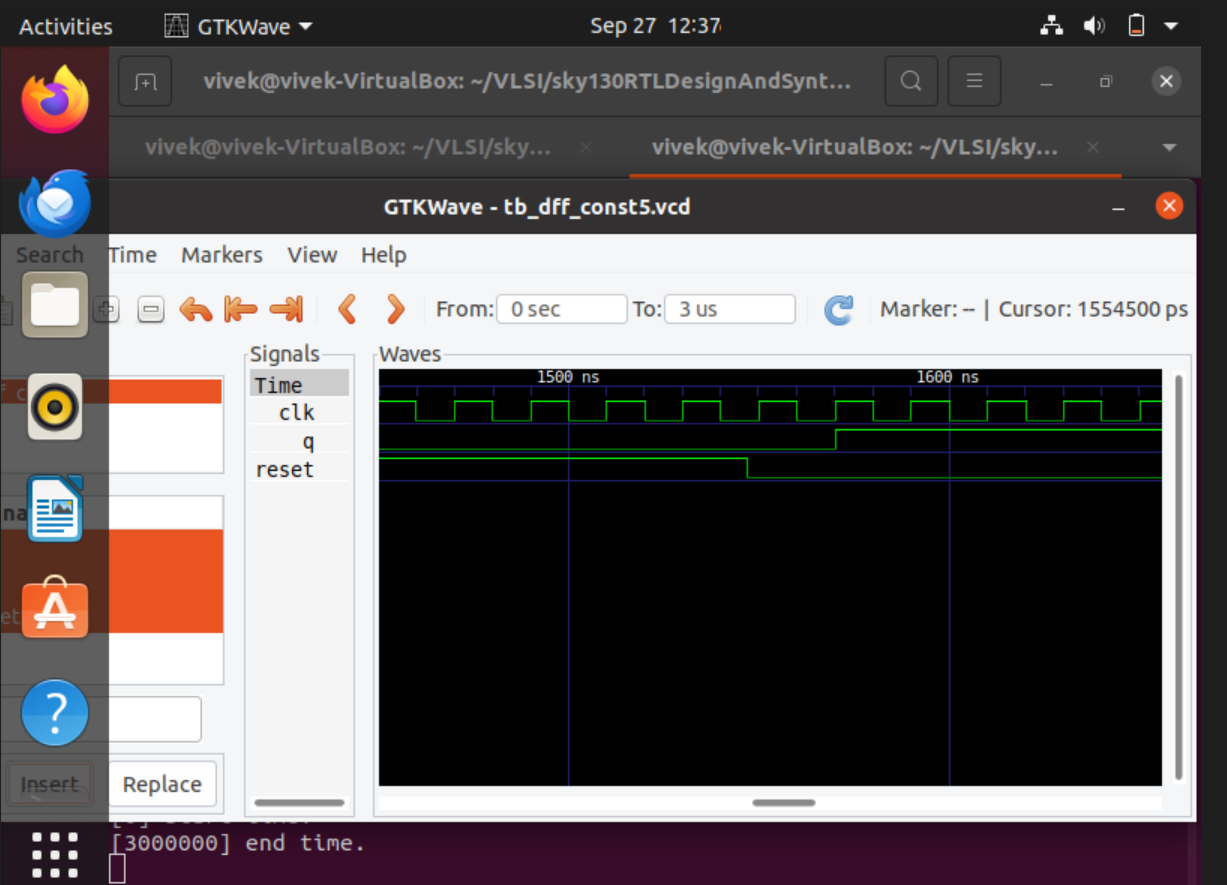 Activities GTKWave Sep 27 12:37
vivek@vivek-VirtualBox: ~/VLSI/sky130RTLDesignAndSynt...
vivek@vivek-VirtualBox: ~/VLSI/sky... vivek@vivek-VirtualBox: ~/VLSI/sky...
GTKWave - tb_dff_const5.vcd
Search Time Markers View Help
From: 0 sec To: 3 us Marker: -- | Cursor: 1554500 ps
Signals Waves
Time 1500 ns 1600 ns
clk
q
reset
Insert Replace
[3000000] end time.